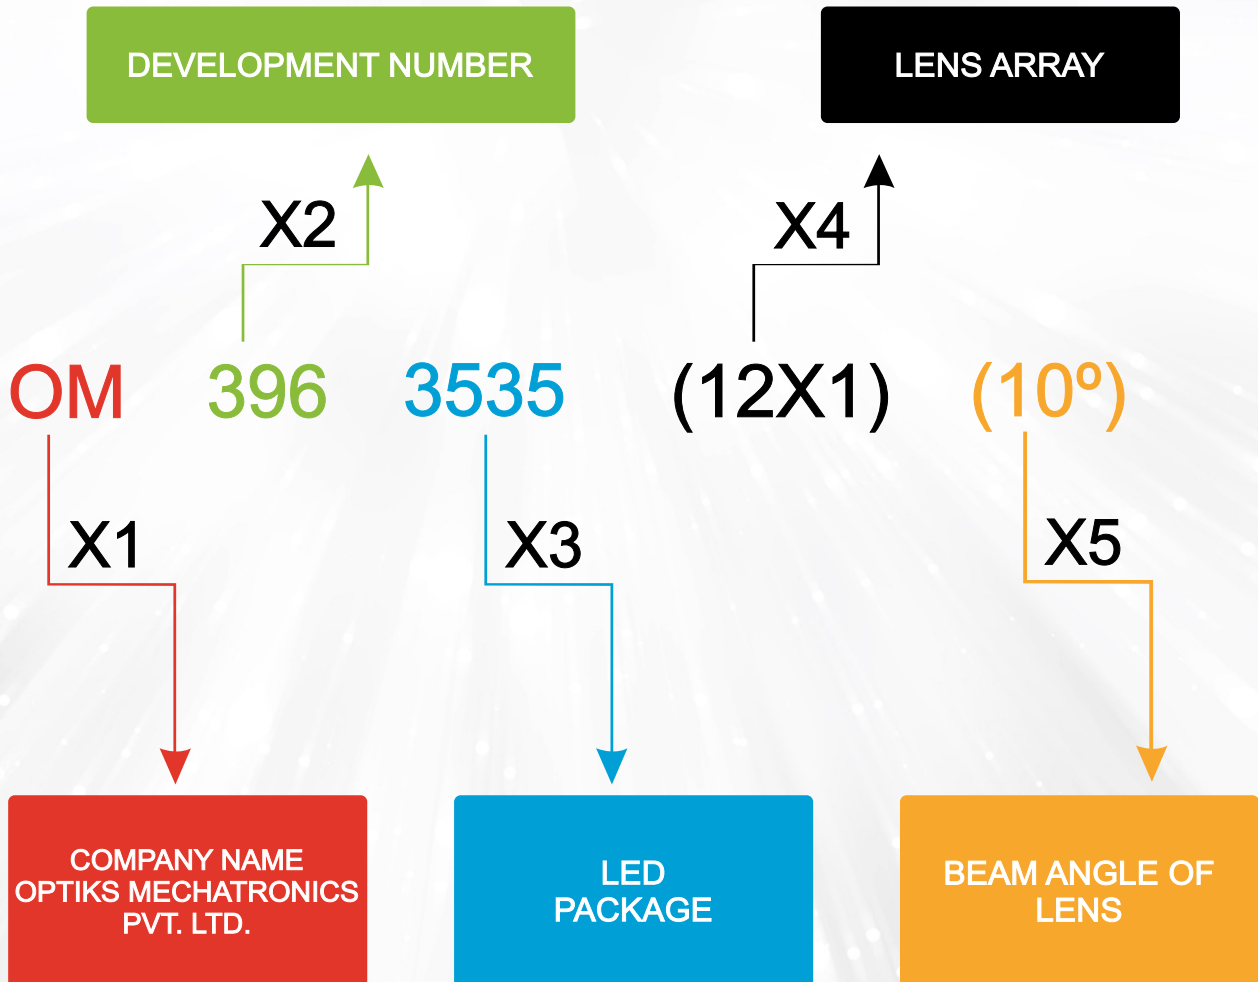 DEVELOPMENT NUMBER
LENS ARRAY
X2
X4
OM 396 3535 (12X1) (10º)
X1
X3
X5
COMPANY NAME
OPTIKS MECHATRONICS
PVT. LTD.
LED
PACKAGE
BEAM ANGLE OF
LENS